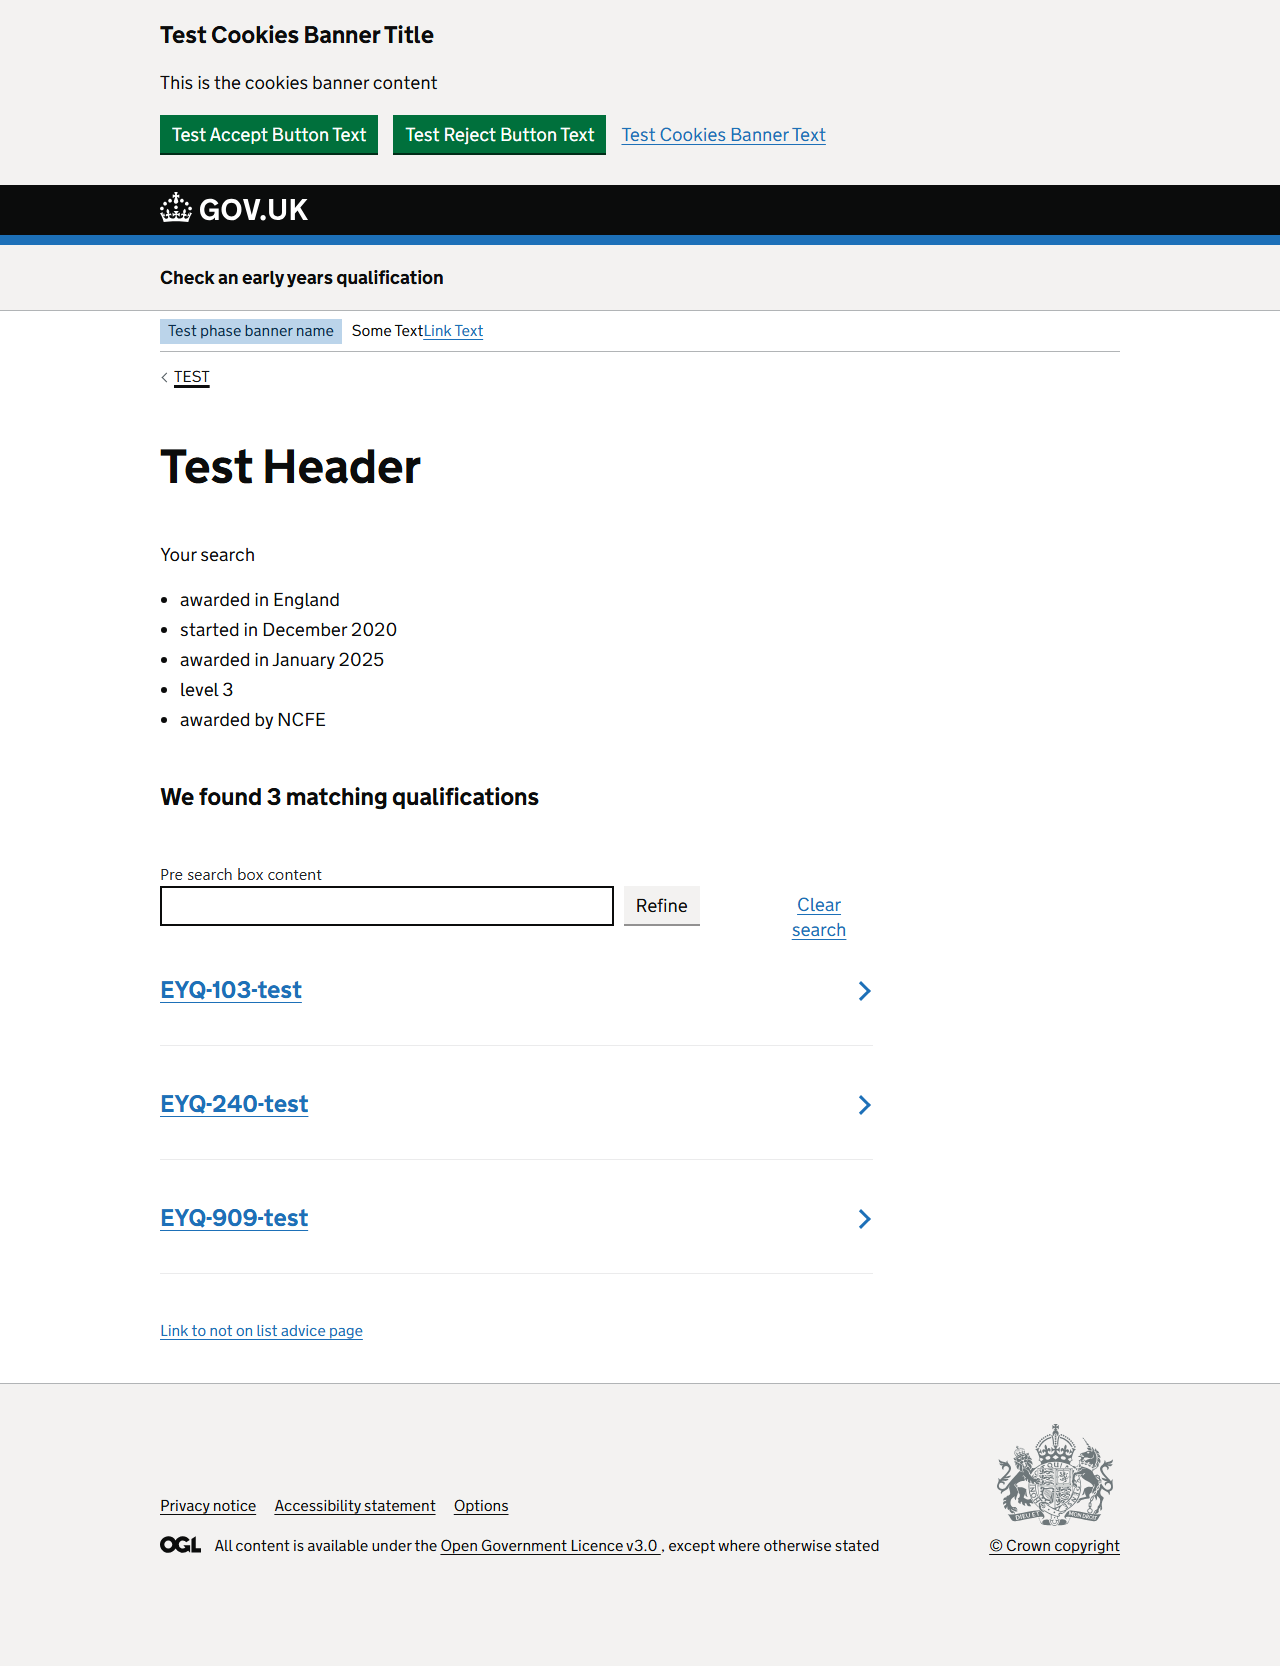 Test Cookies Banner Title
This is the cookies banner content
Test Accept Button Text
Test Reject Button Text
Test Cookies Banner Text
GOV.UK
Check an early years qualification
Test phase banner name
Some TextLink Text
TEST
Test Header
Your search
awarded in England
started in December 2020
awarded in January 2025
level 3
awarded by NCFE
We found 3 matching qualifications
Pre search box content
Refine
Clear
search
EYQ-103-test
EYQ-240-test
EYQ-909-test
Link to not on list advice page
Privacy notice
Accessibility statement
Options
OGL
All content is available under the Open Government Licence v3.0 , except where otherwise stated
© Crown copyright